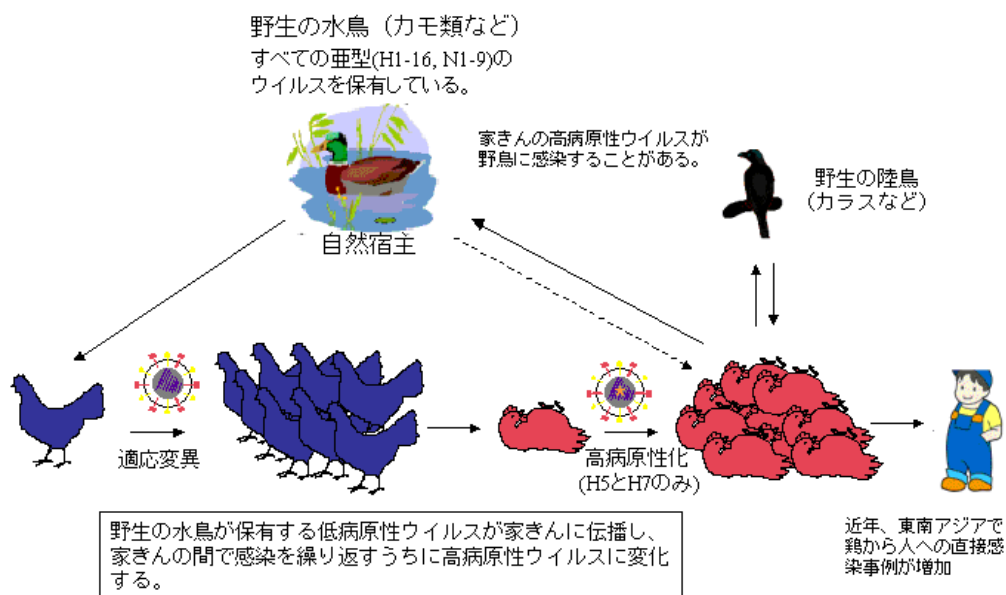 野生の水鳥（カモ類など）
すべての亜型(H1-16, N1-9)の
ウイルスを保有している。
家きんの高病原性ウイルスが
野鳥に感染することがある。
野生の陸鳥
(カラスなど)
自然宿主
適応変異
高病原性化
(H5とH7のみ)
野生の水鳥が保有する低病原性ウイルスが家きんに伝播し、
家きんの間で感染を繰り返すうちに高病原性ウイルスに変化
する。
近年、東南アジアで
鶏から人への直接感
染事例が増加